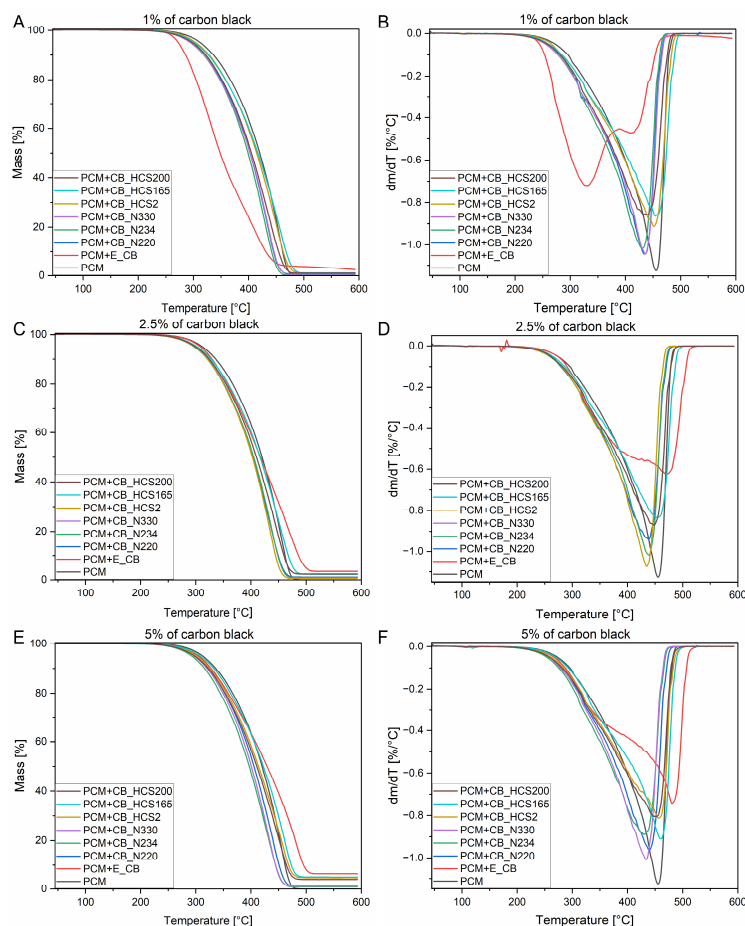 A
1% of carbon black
100
80
60
40
20
0
Mass [%]
PCM+CB_HCS200
PCM+CB_HCS165
PCM+CB_HCS2
PCM+CB_N330
PCM+CB_N234
PCM+CB_N220
PCM+E_CB
PCM
100
200
300
400
500
600
Temperature [°C]
B
1% of carbon black
0.0
−0.2
−0.4
−0.6
−0.8
−1.0
dm/dT [%/°C]
PCM+CB_HCS200
PCM+CB_HCS165
PCM+CB_HCS2
PCM+CB_N330
PCM+CB_N234
PCM+CB_N220
PCM+E_CB
PCM
100
200
300
400
500
600
Temperature [°C]
C
2.5% of carbon black
100
80
60
40
20
0
Mass [%]
PCM+CB_HCS200
PCM+CB_HCS165
PCM+CB_HCS2
PCM+CB_N330
PCM+CB_N234
PCM+CB_N220
PCM+E_CB
PCM
100
200
300
400
500
600
Temperature [°C]
D
2.5% of carbon black
0.0
−0.2
−0.4
−0.6
−0.8
−1.0
dm/dT [%/°C]
PCM+CB_HCS200
PCM+CB_HCS165
PCM+CB_HCS2
PCM+CB_N330
PCM+CB_N234
PCM+CB_N220
PCM+E_CB
PCM
100
200
300
400
500
600
Temperature [°C]
E
5% of carbon black
100
80
60
40
20
0
Mass [%]
PCM+CB_HCS200
PCM+CB_HCS165
PCM+CB_HCS2
PCM+CB_N330
PCM+CB_N234
PCM+CB_N220
PCM+E_CB
PCM
100
200
300
400
500
600
Temperature [°C]
F
5% of carbon black
0.0
−0.2
−0.4
−0.6
−0.8
−1.0
dm/dT [%/°C]
PCM+CB_HCS200
PCM+CB_HCS165
PCM+CB_HCS2
PCM+CB_N330
PCM+CB_N234
PCM+CB_N220
PCM+E_CB
PCM
100
200
300
400
500
600
Temperature [°C]